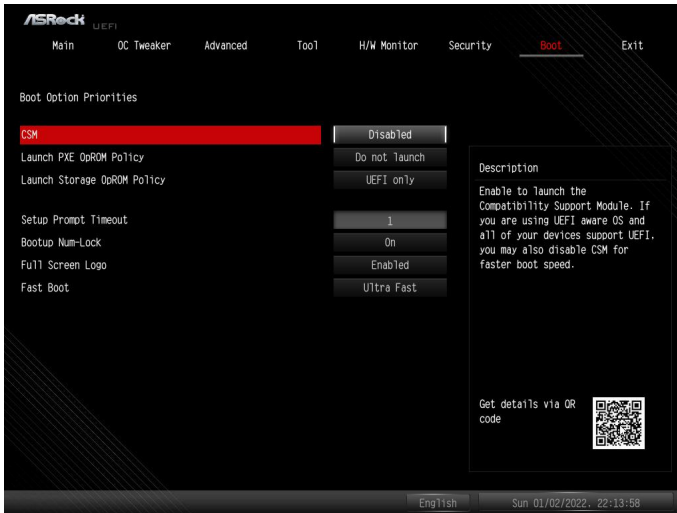 ASRock UEFI
Main OC Tweaker Advanced Tool H/W Monitor Security Boot Exit
Boot Option Priorities
CSM Disabled
Launch PXE OpROM Policy Do not launch
Launch Storage OpROM Policy UEFI only
Setup Prompt Timeout 1
Bootup Num-Lock On
Full Screen Logo Enabled
Fast Boot Ultra Fast
Description
Enable to launch the
Compatibility Support Module. If
you are using UEFI aware OS and
all of your devices support UEFI,
you may also disable CSM for
faster boot speed.
Get details via QR
code
English Sun 01/02/2022, 22:13:58